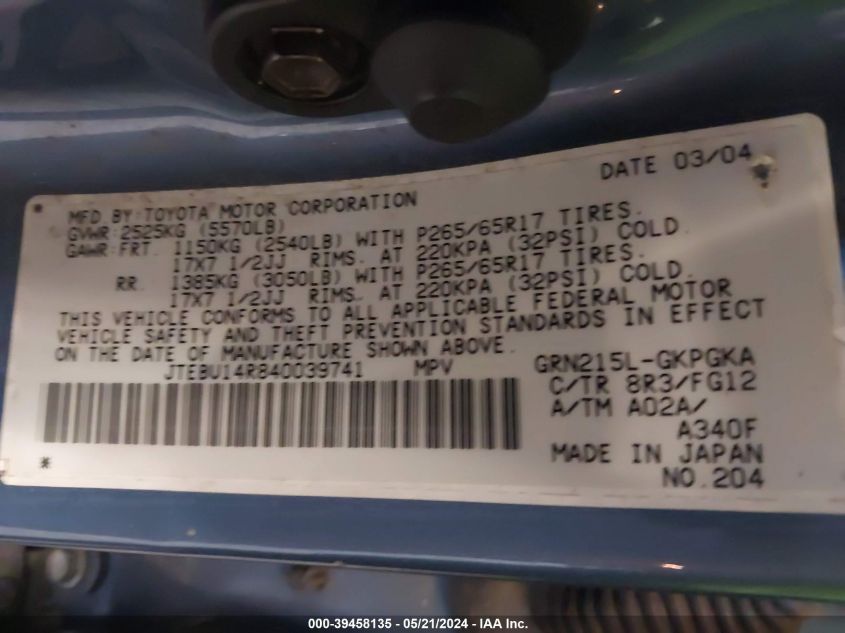 DATE 03/04
MFD. BY: TOYOTA MOTOR CORPORATION
GVWR: 2525KG (5570LB)
GAWR: FRT. 1150KG (2540LB) WITH P265/65R17 TIRES.
17X7 1/2JJ RIMS. AT 220KPA (32PSI) COLD.
RR. 1385KG (3050LB) WITH P265/65R17 TIRES.
17X7 1/2JJ RIMS. AT 220KPA (32PSI) COLD.
THIS VEHICLE CONFORMS TO ALL APPLICABLE FEDERAL MOTOR
VEHICLE SAFETY AND THEFT PREVENTION STANDARDS IN EFFECT
ON THE DATE OF MANUFACTURE SHOWN ABOVE.
JTEBU14R840039741 MPV GRN215L-GKPGKA
C/TR 8R3/FG12
A/TM A02A/
A340F
MADE IN JAPAN
NO.204
000-39458135 - 05/21/2024 - IAA Inc.